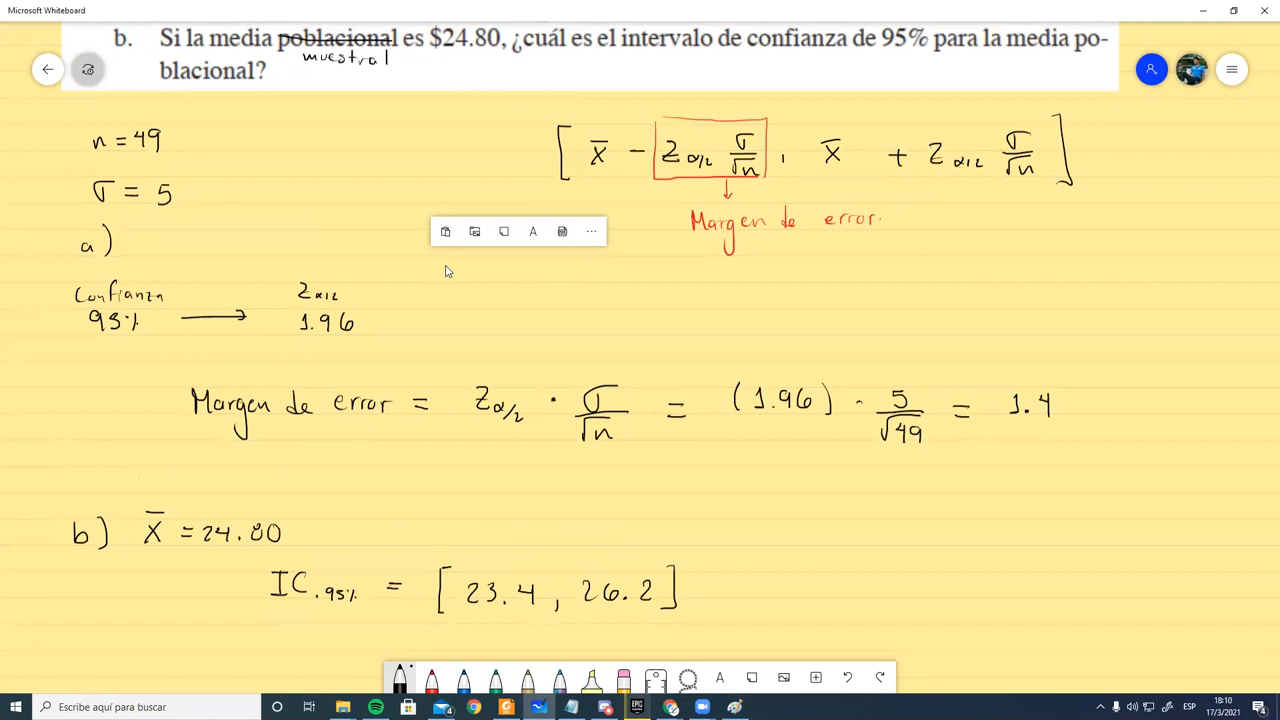 Microsoft Whiteboard
b. Si la media poblacional es $24.80, ¿cuál es el intervalo de confianza de 95% para la media po-
muestral
blacional?
n = 49
[ x̄ - Z α/2 σ/√n , x̄ + Z α/2 σ/√n ]
σ = 5
Margen de error.
a)
Confianza Z α/2
95% → 1.96
Margen de error = Z α/2 · σ/√n = (1.96) · 5/√49 = 1.4
b) x̄ = 24.80
IC.95% = [ 23.4 , 26.2 ]
Escribe aquí para buscar
ESP
18:10
17/3/2021